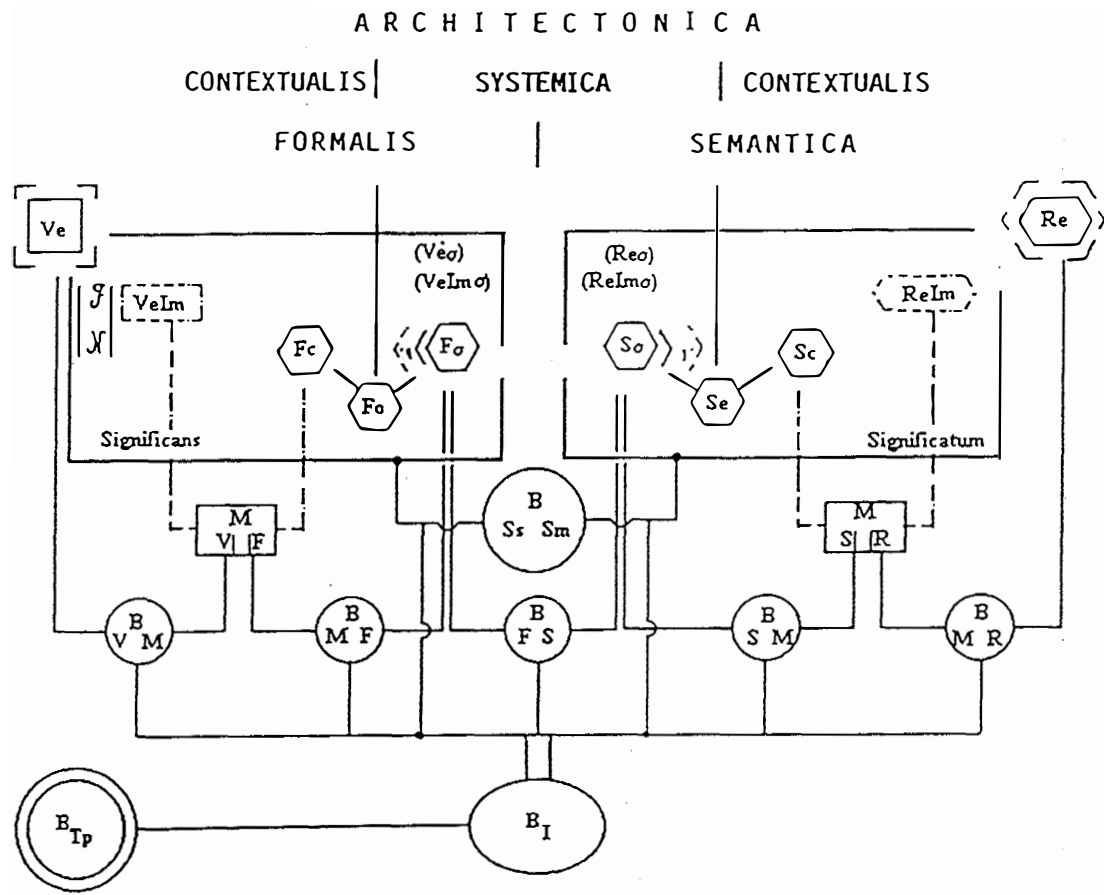 ARCHITECTONICA
CONTEXTUALIS SYSTEMICA CONTEXTUALIS
FORMALIS SEMANTICA
Ve Re
(Veσ) (Reσ)
(VeImσ) (ReImσ)
VeIm ReIm
Fc Fσ Sσ Sc
Fo Se
Significans Significatum
B
Ss Sm
M M
V F S R
B B B B B
V M M F F S S M M R
B Tp B I